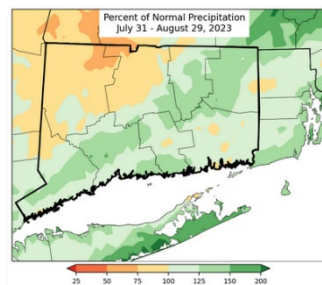 Percent of Normal Precipitation
July 31 - August 29, 2023
25 50 75 100 125 150 200